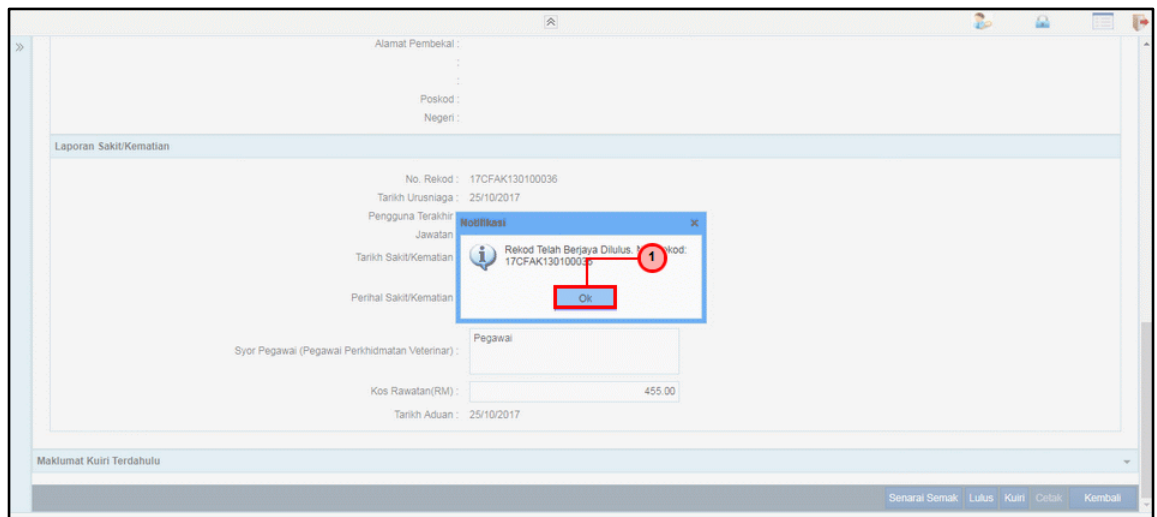 Alamat Pembekal :
:
:
Poskod :
Negeri :
Laporan Sakit/Kematian
No. Rekod : 17CFAK130100036
Tarikh Urusniaga : 25/10/2017
Pengguna Terakhir
Jawatan
Tarikh Sakit/Kematian
Perihal Sakit/Kematian
Notifikasi
Rekod Telah Berjaya Dilulus.
17CFAK130100036
1
Ok
Syor Pegawai (Pegawai Perkhidmatan Veterinar) : Pegawai
Kos Rawatan(RM) : 455.00
Tarikh Aduan : 25/10/2017
Maklumat Kuiri Terdahulu
Senarai Semak Lulus Kuiri Cetak Kembali